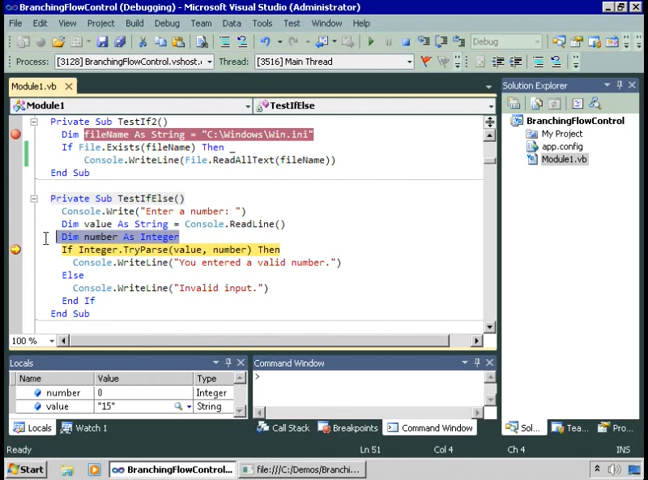 BranchingFlowControl (Debugging) - Microsoft Visual Studio (Administrator)
File Edit View Project Build Debug Team Data Tools Test Window Help
Debug
Process: [3128] BranchingFlowControl.vshost Thread: [3516] Main Thread
Module1.vb
Module1 TestIfElse
Private Sub TestIf2()
Dim fileName As String = "C:\Windows\Win.ini"
If File.Exists(fileName) Then _
Console.WriteLine(File.ReadAllText(fileName))
End Sub
Private Sub TestIfElse()
Console.Write("Enter a number: ")
Dim value As String = Console.ReadLine()
Dim number As Integer
If Integer.TryParse(value, number) Then
Console.WriteLine("You entered a valid number.")
Else
Console.WriteLine("Invalid input.")
End If
End Sub
100 %
Solution Explorer
BranchingFlowControl
My Project
app.config
Module1.vb
Locals
Name Value Type
number 0 Integer
value "15" String
Locals Watch 1
Command Window
>
Call Stack Breakpoints Command Window
Sol... Tea... Pro...
Ready Ln 51 Col 4 Ch 4 INS
Start BranchingFlowControl... file:///C:/Demos/Branchi...